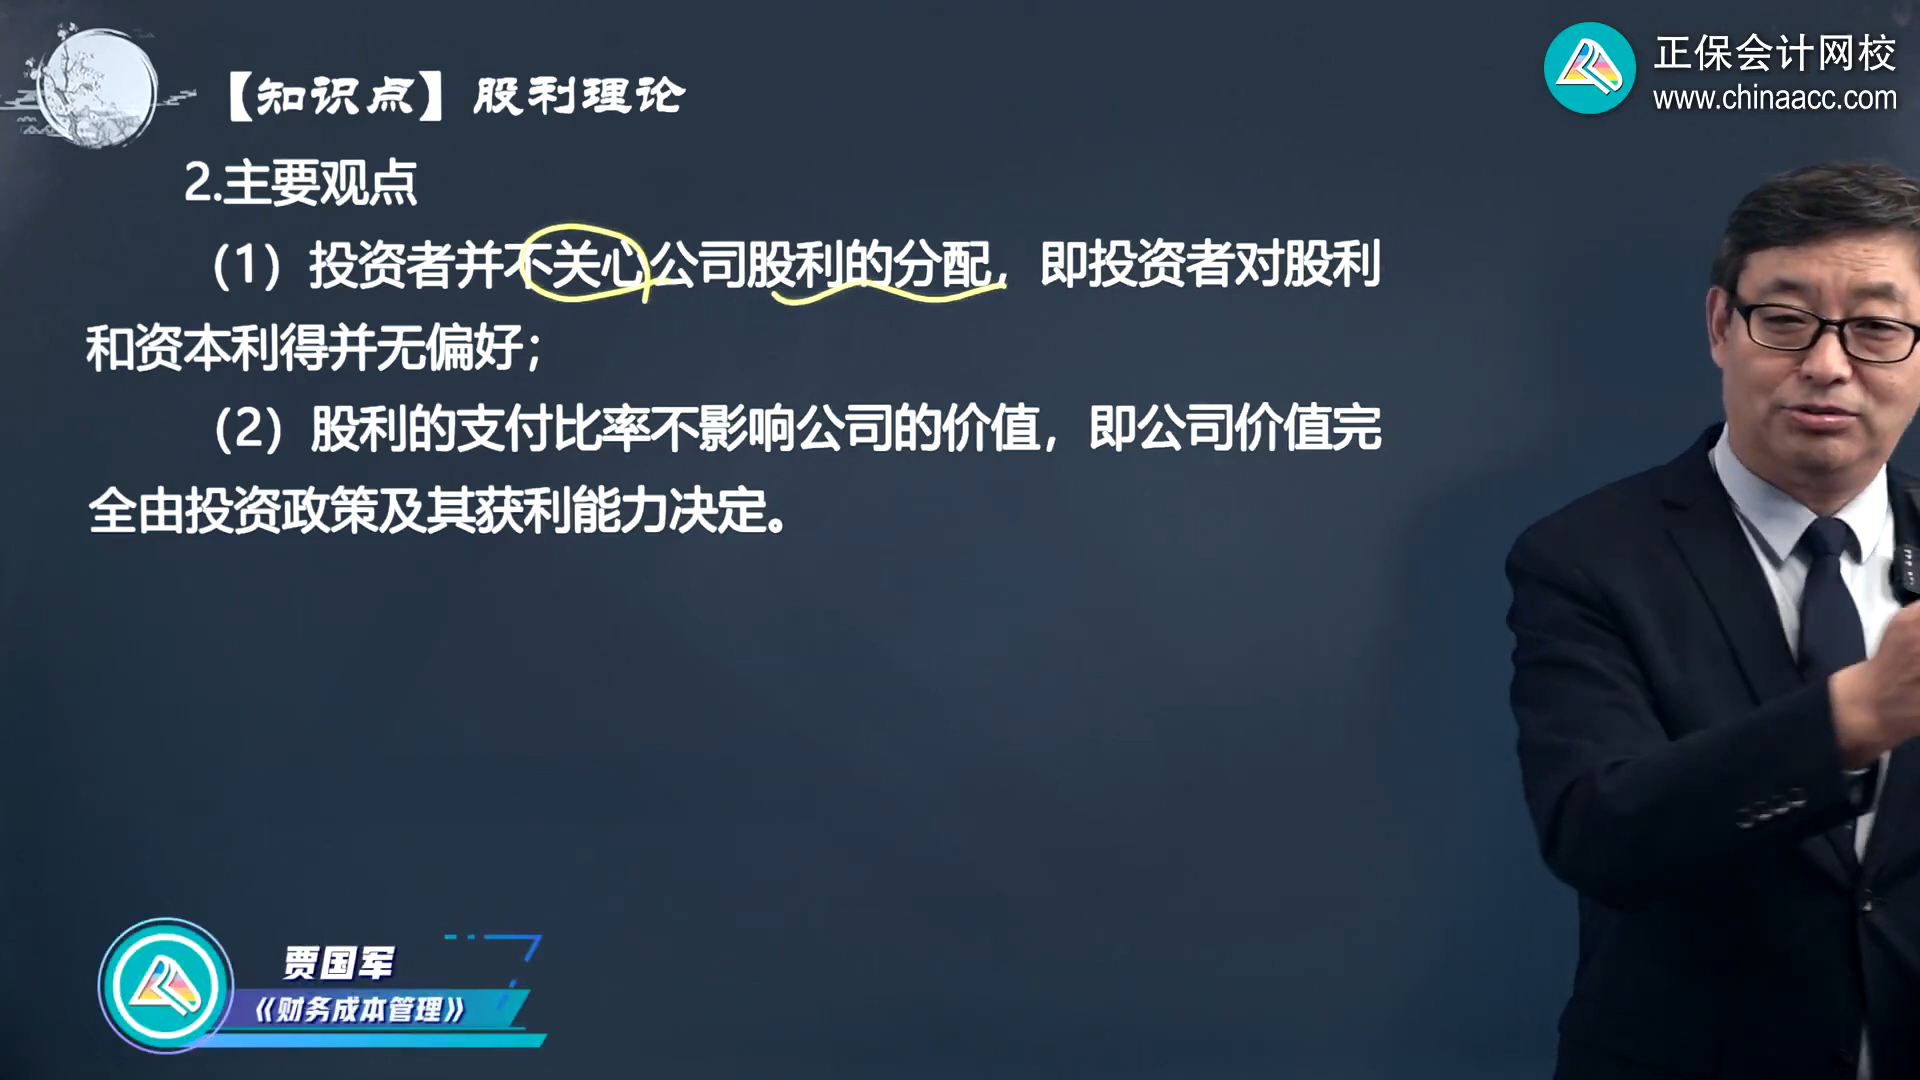 【知识点】股利理论
正保会计网校
www.chinaacc.com
2.主要观点
（1）投资者并不关心公司股利的分配，即投资者对股利
和资本利得并无偏好；
（2）股利的支付比率不影响公司的价值，即公司价值完
全由投资政策及其获利能力决定。
贾国军
《财务成本管理》